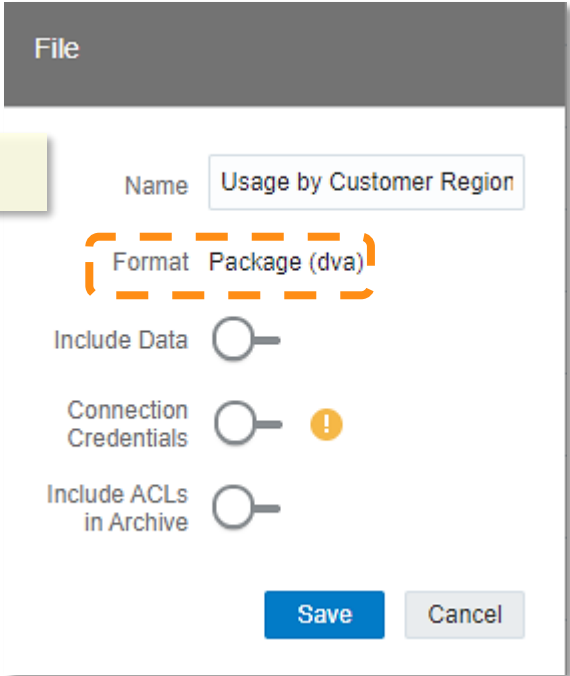 File
Name Usage by Customer Region
Format Package (dva)
Include Data
Connection
Credentials
!
Include ACLs
in Archive
Save Cancel